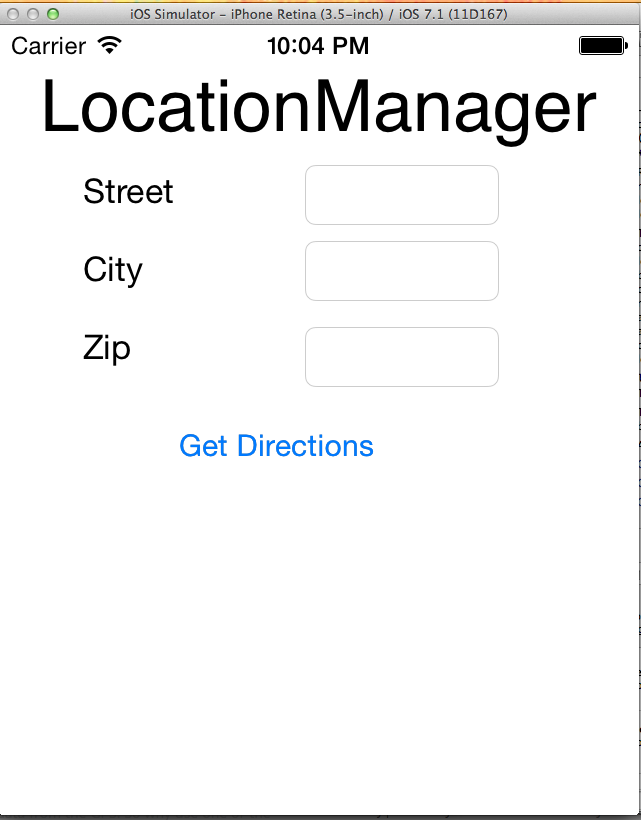 iOS Simulator – iPhone Retina (3.5-inch) / iOS 7.1 (11D167)
Carrier 10:04 PM
LocationManager
Street
City
Zip
Get Directions